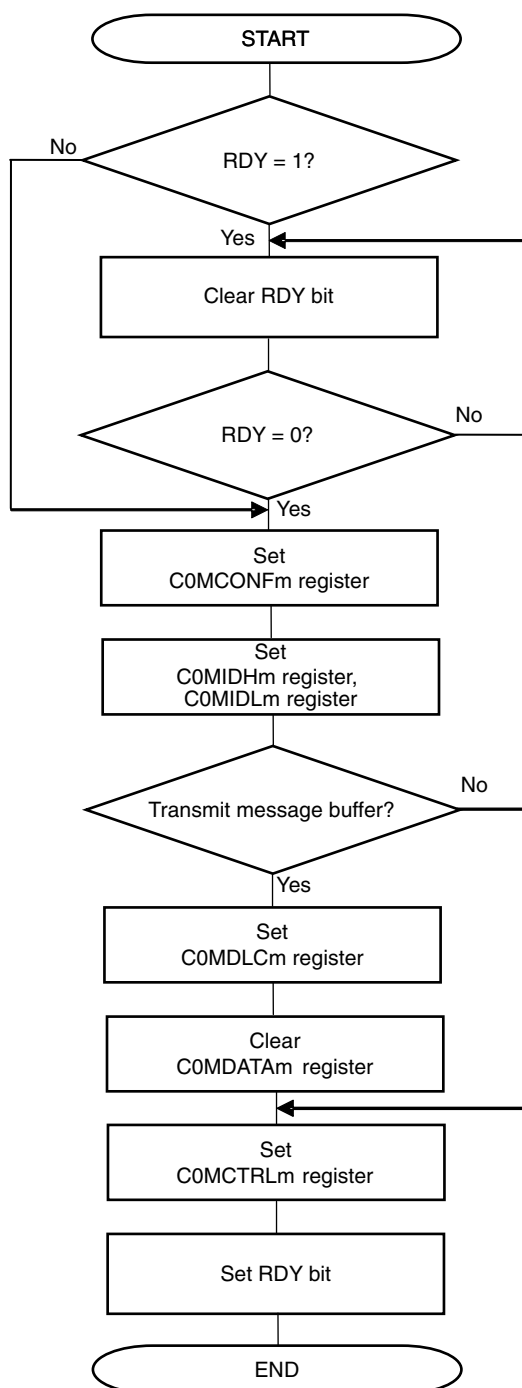 START
No
RDY = 1?
Yes
Clear RDY bit
No
RDY = 0?
Yes
Set
C0MCONFm register
Set
C0MIDHm register,
C0MIDLm register
No
Transmit message buffer?
Yes
Set
C0MDLCm register
Clear
C0MDATAm register
Set
C0MCTRLm register
Set RDY bit
END